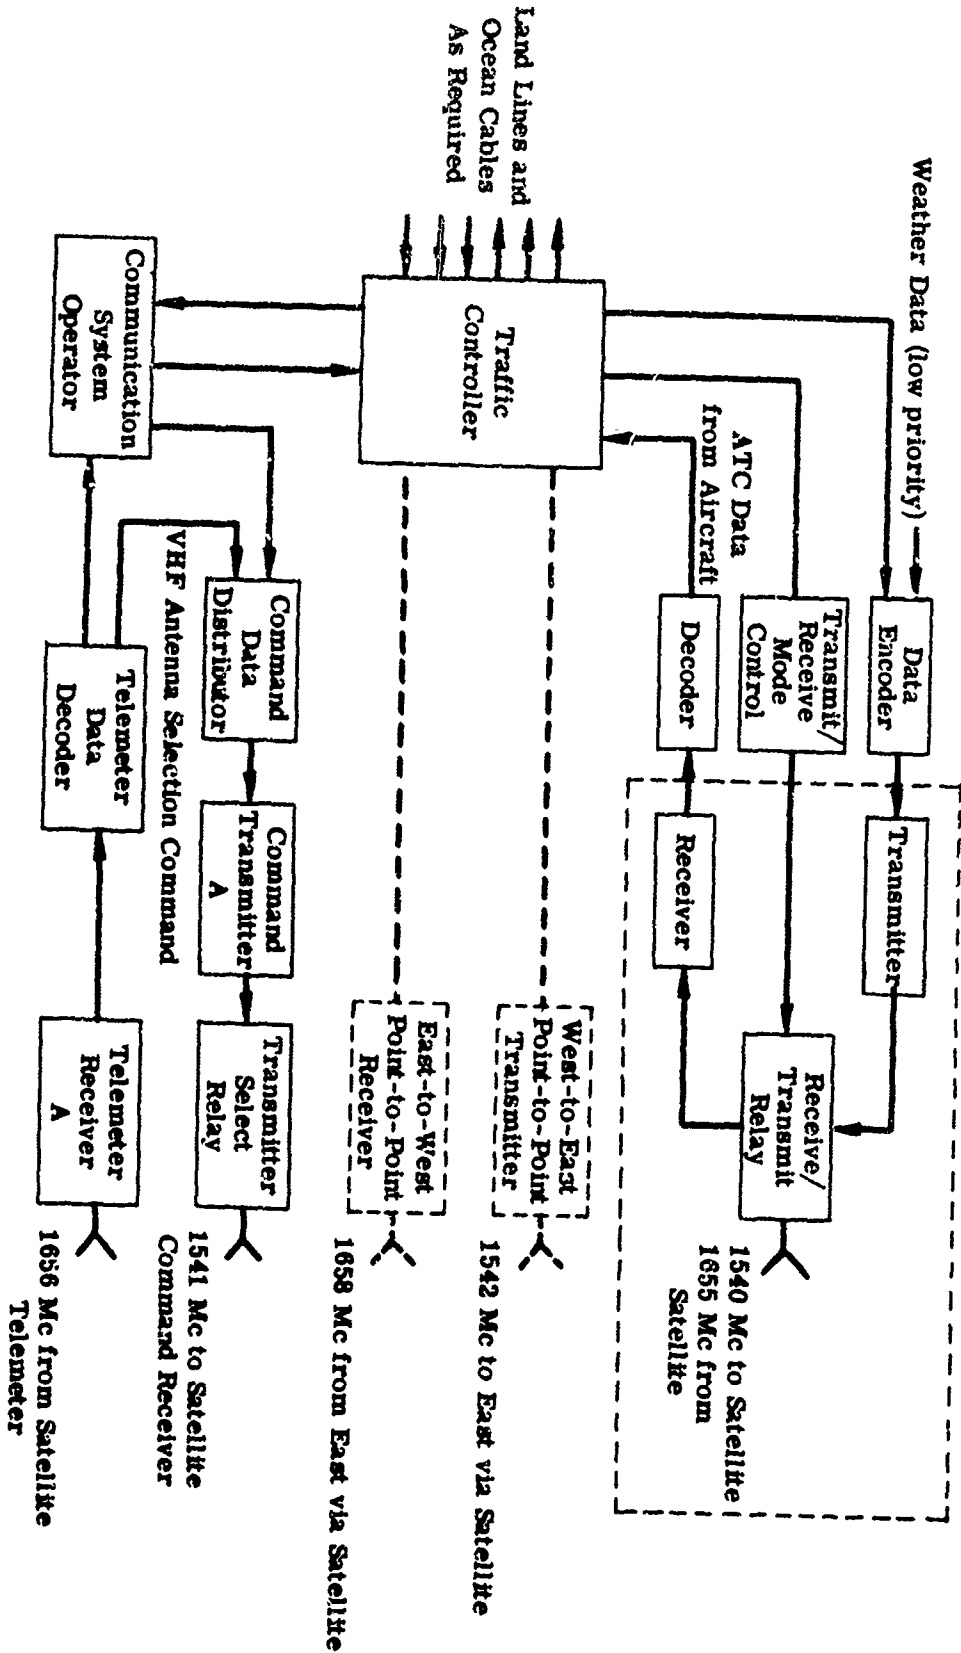 Weather Data (low priority)
Data
Encoder
Transmitter
Transmit/
Receive
Mode
Control
Receive/
Transmit
Relay
1540 Mc to Satellite
1655 Mc from
Satellite
ATC Data
from Aircraft
Decoder
Receiver
Land Lines and
Ocean Cables
As Required
Traffic
Controller
West-to-East
Point-to-Point
Transmitter
1542 Mc to East via Satellite
East-to-West
Point-to-Point
Receiver
1658 Mc from East via Satellite
Communication
System
Operator
Command
Data
Distributor
Command
Transmitter
A
Transmitter
Select
Relay
1541 Mc to Satellite
Command Receiver
VHF Antenna Selection Command
Telemeter
Data
Decoder
Telemeter
Receiver
A
1656 Mc from Satellite
Telemeter